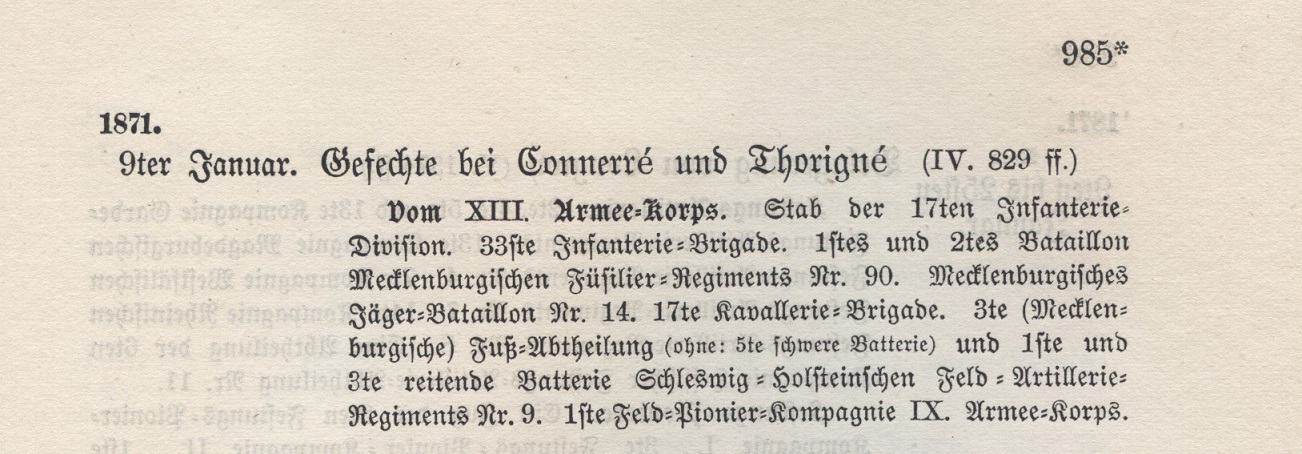 985*
1871.
9ter Januar. Gefechte bei Connerré und Thorigné (IV. 829 ff.)
Vom XIII. Armee-Korps. Stab der 17ten Infanterie-
Division. 33ste Infanterie-Brigade. 1stes und 2tes Bataillon
Mecklenburgischen Füsilier-Regiments Nr. 90. Mecklenburgisches
Jäger-Bataillon Nr. 14. 17te Kavallerie-Brigade. 3te (Mecklen-
burgische) Fuß-Abtheilung (ohne: 5te schwere Batterie) und 1ste und
3te reitende Batterie Schleswig-Holsteinschen Feld-Artillerie-
Regiments Nr. 9. 1ste Feld-Pionier-Kompagnie IX. Armee-Korps.